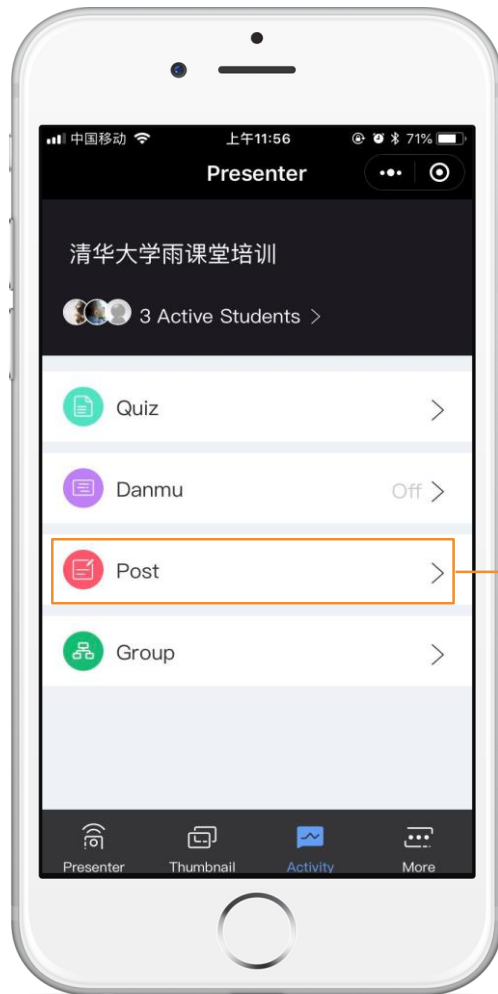 中国移动 上午11:56 71%
Presenter
清华大学雨课堂培训
3 Active Students >
Quiz
Danmu Off
Post
Group
Presenter Thumbnail Activity More